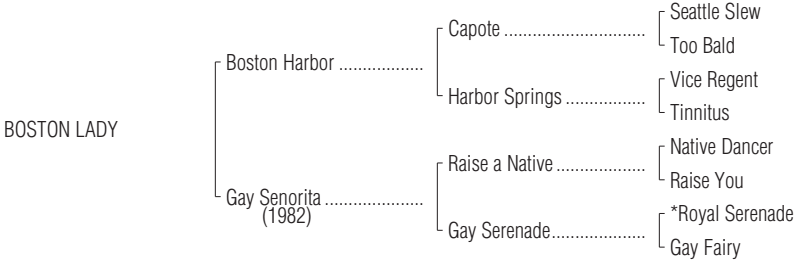 Seattle Slew
Capote ..............................
Too Bald
Boston Harbor ..................
Vice Regent
Harbor Springs .................
Tinnitus
BOSTON LADY
Native Dancer
Raise a Native ...................
Raise You
Gay Senorita .....................
(1982)
*Royal Serenade
Gay Serenade....................
Gay Fairy